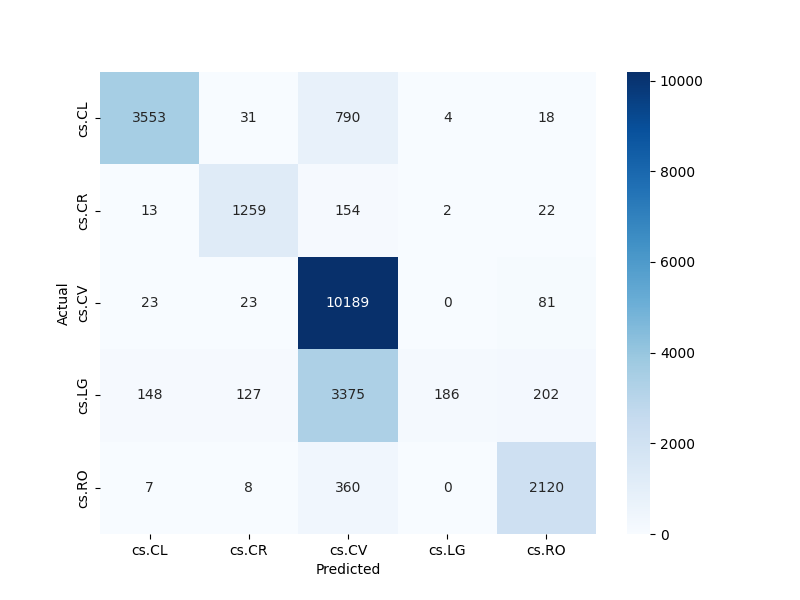 cs.CL 3553 31 790 4 18
cs.CR 13 1259 154 2 22
cs.CV 23 23 10189 0 81
cs.LG 148 127 3375 186 202
cs.RO 7 8 360 0 2120
cs.CL cs.CR cs.CV cs.LG cs.RO
Predicted
Actual
10000
8000
6000
4000
2000
0